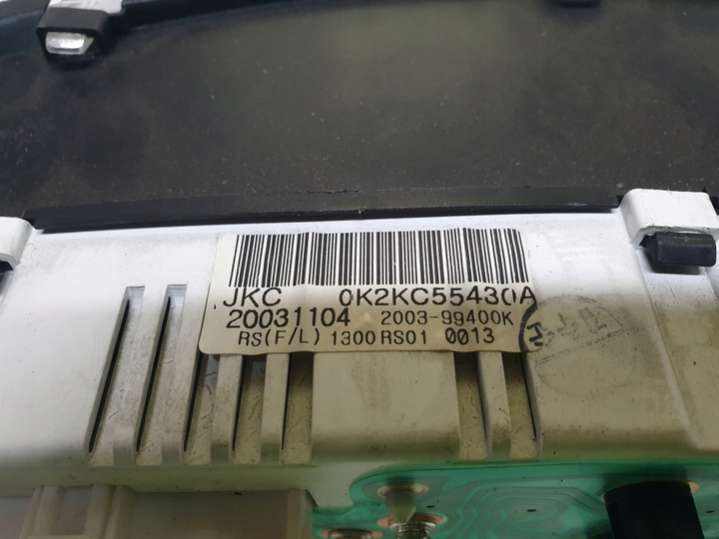 JKC 0K2KC55430A
20031104 2003-99400K
RS(F/L) 1300 RS01 0013